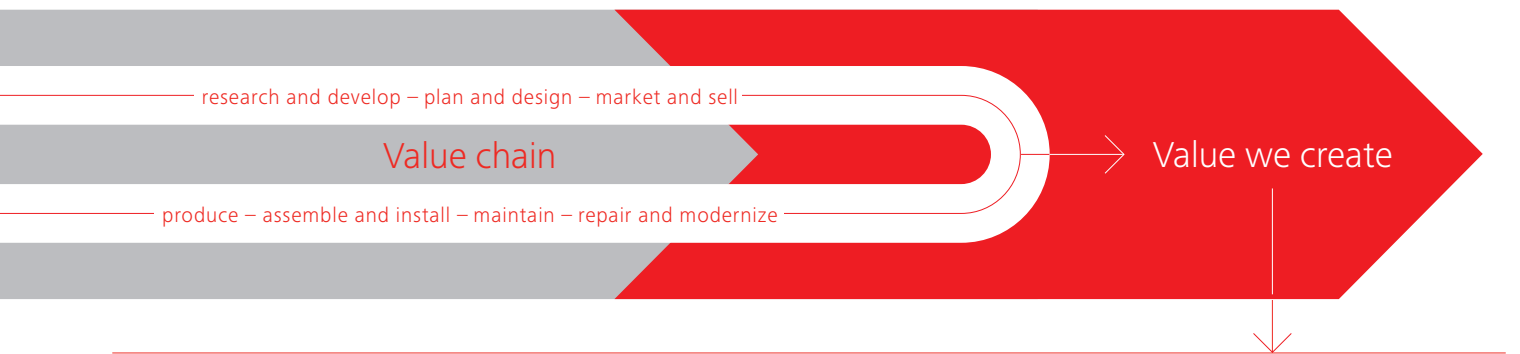 research and develop – plan and design – market and sell
Value chain
Value we create
produce – assemble and install – maintain – repair and modernize